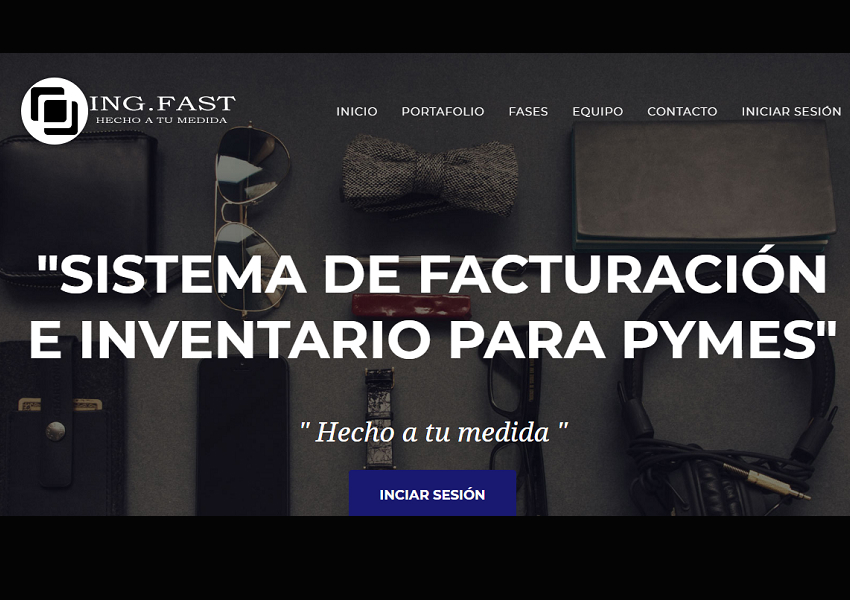 ING.FAST
HECHO A TU MEDIDA
INICIO PORTAFOLIO FASES EQUIPO CONTACTO INICIAR SESIÓN
"SISTEMA DE FACTURACIÓN
E INVENTARIO PARA PYMES"
" Hecho a tu medida "
INCIAR SESIÓN